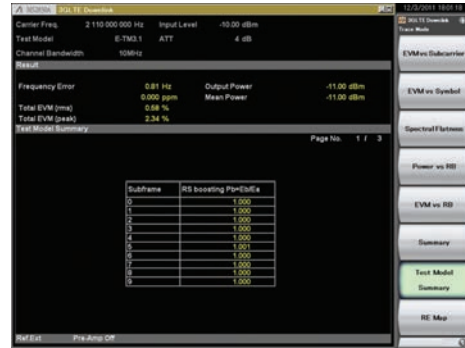 MS269xA 3GLTE Downlink
12/3/2011 18:01:18
Carrier Freq. 2 110 000 000 Hz Input Level -10.00 dBm
Test Model E-TM3.1 ATT 4 dB
Channel Bandwidth 10MHz
Result
Frequency Error 0.81 Hz Output Power -11.00 dBm
0.000 ppm Mean Power -11.00 dBm
Total EVM (rms) 0.58 %
Total EVM (peak) 2.34 %
Test Model Summary
Page No. 1 / 3
Subframe RS boosting Pb=Eb/Ea
0 1.000
1 1.000
2 1.000
3 1.000
4 1.000
5 1.001
6 1.000
7 1.000
8 1.000
9 1.000
Ref.Ext Pre-Amp Off
3GLTE Downlink
Trace Mode
EVM vs Subcarrier
EVM vs Symbol
Spectral Flatness
Power vs RB
EVM vs RB
Summary
Test Model
Summary
RE Map